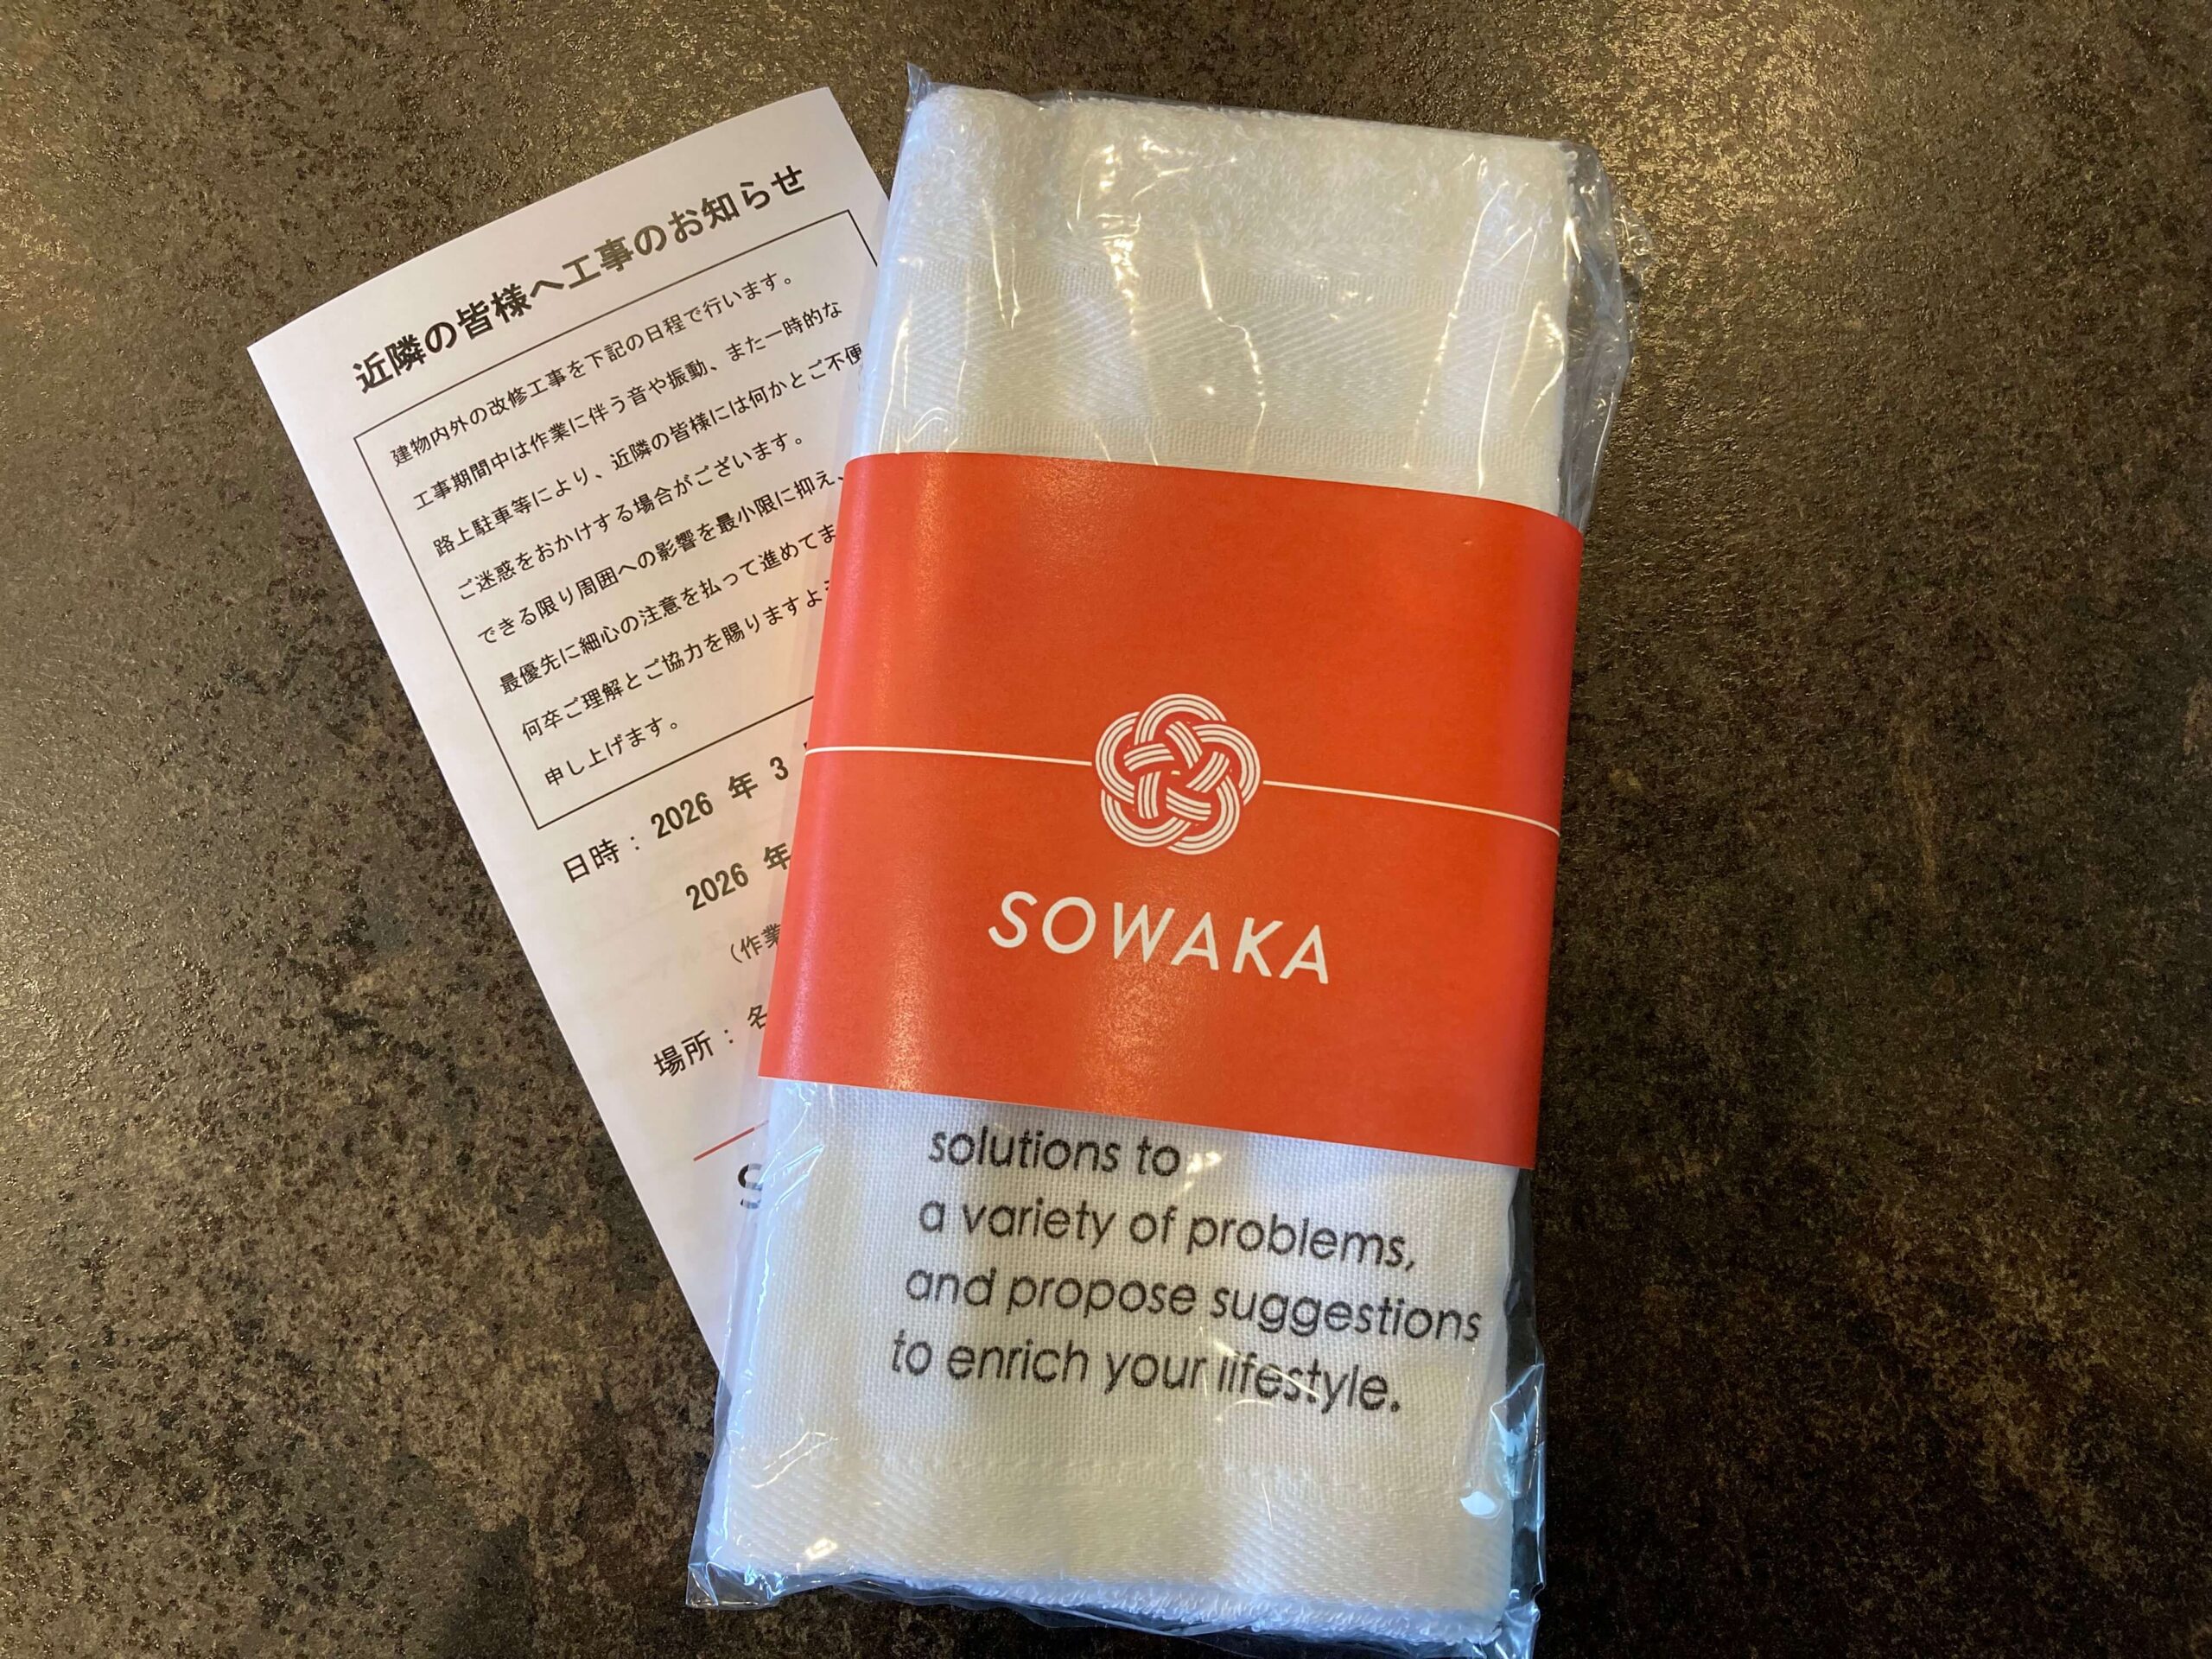 近隣の皆様へ工事のお知らせ
建物内外の改修工事を下記の日程で行います。
工事期間中は作業に伴う音や振動、また一時的な
路上駐車等により、近隣の皆様には何かとご不便
ご迷惑をおかけする場合がございます。
できる限り周囲への影響を最小限に抑え、
最優先に細心の注意を払って進めてま
何卒ご理解とご協力を賜りますよ
申し上げます。
日時：2026 年 3
2026 年
（作業
場所：名
S
SOWAKA
solutions to
a variety of problems,
and propose suggestions
to enrich your lifestyle.